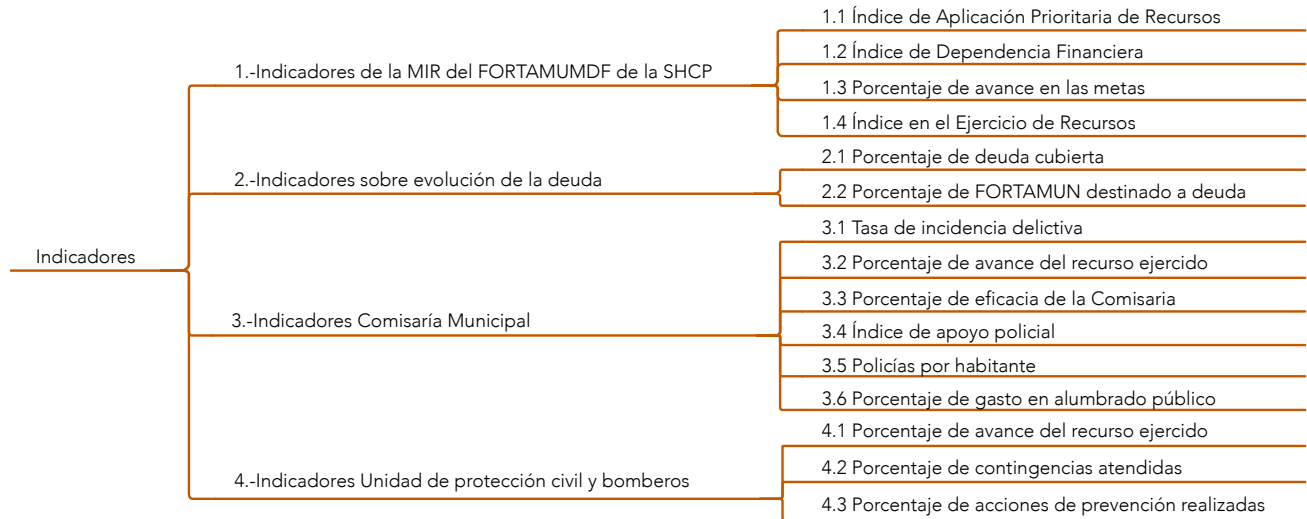 Indicadores
1.-Indicadores de la MIR del FORTAMUMDF de la SHCP
1.1 Índice de Aplicación Prioritaria de Recursos
1.2 Índice de Dependencia Financiera
1.3 Porcentaje de avance en las metas
1.4 Índice en el Ejercicio de Recursos
2.-Indicadores sobre evolución de la deuda
2.1 Porcentaje de deuda cubierta
2.2 Porcentaje de FORTAMUN destinado a deuda
3.-Indicadores Comisaría Municipal
3.1 Tasa de incidencia delictiva
3.2 Porcentaje de avance del recurso ejercido
3.3 Porcentaje de eficacia de la Comisaria
3.4 Índice de apoyo policial
3.5 Policías por habitante
3.6 Porcentaje de gasto en alumbrado público
4.-Indicadores Unidad de protección civil y bomberos
4.1 Porcentaje de avance del recurso ejercido
4.2 Porcentaje de contingencias atendidas
4.3 Porcentaje de acciones de prevención realizadas